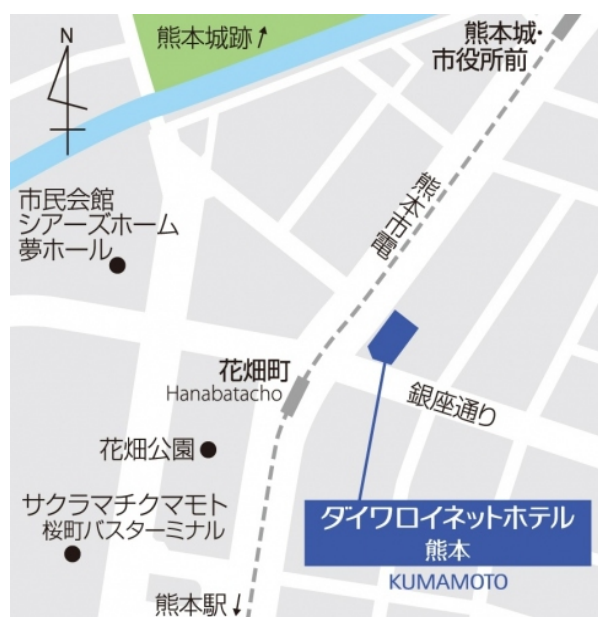 N
熊本城跡↑
熊本城・
市役所前
熊本市電
市民会館
シアーズホーム
夢ホール
花畑町
Hanabatacho
銀座通り
花畑公園
サクラマチクマモト
桜町バスターミナル
ダイワロイネットホテル
熊本
KUMAMOTO
熊本駅↓